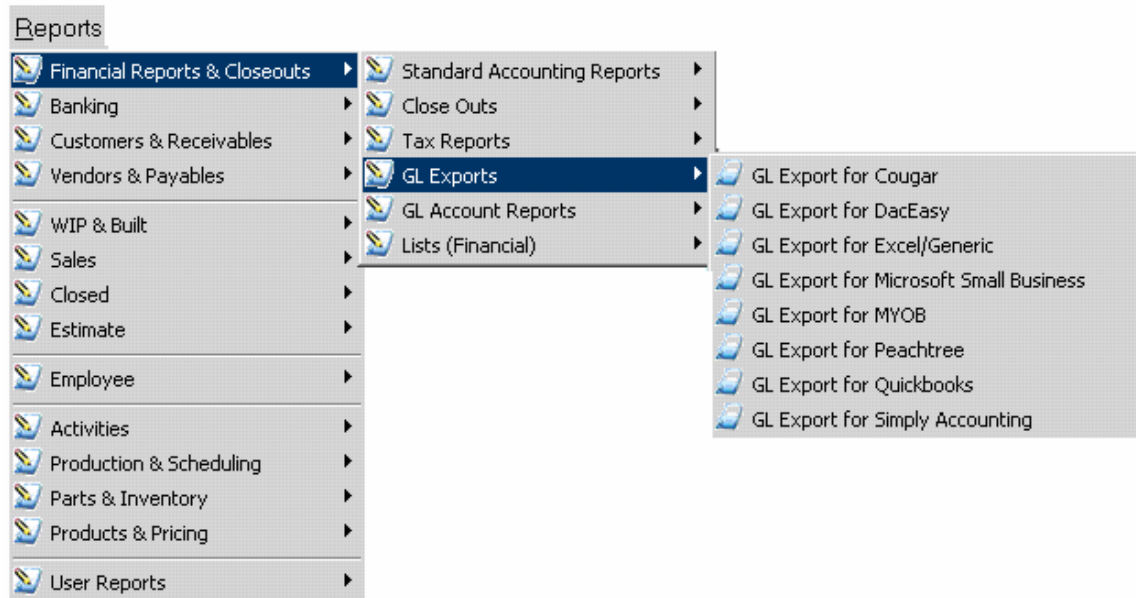 Reports
Financial Reports & Closeouts
Banking
Customers & Receivables
Vendors & Payables
WIP & Built
Sales
Closed
Estimate
Employee
Activities
Production & Scheduling
Parts & Inventory
Products & Pricing
User Reports
Standard Accounting Reports
Close Outs
Tax Reports
GL Exports
GL Account Reports
Lists (Financial)
GL Export for Cougar
GL Export for DacEasy
GL Export for Excel/Generic
GL Export for Microsoft Small Business
GL Export for MYOB
GL Export for Peachtree
GL Export for Quickbooks
GL Export for Simply Accounting